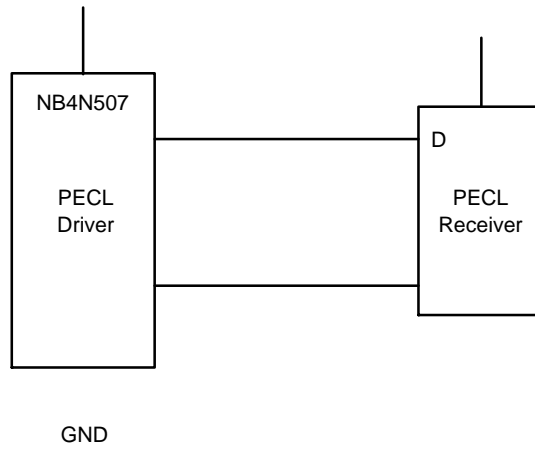 NB4N507
PECL
Driver
D
PECL
Receiver
GND